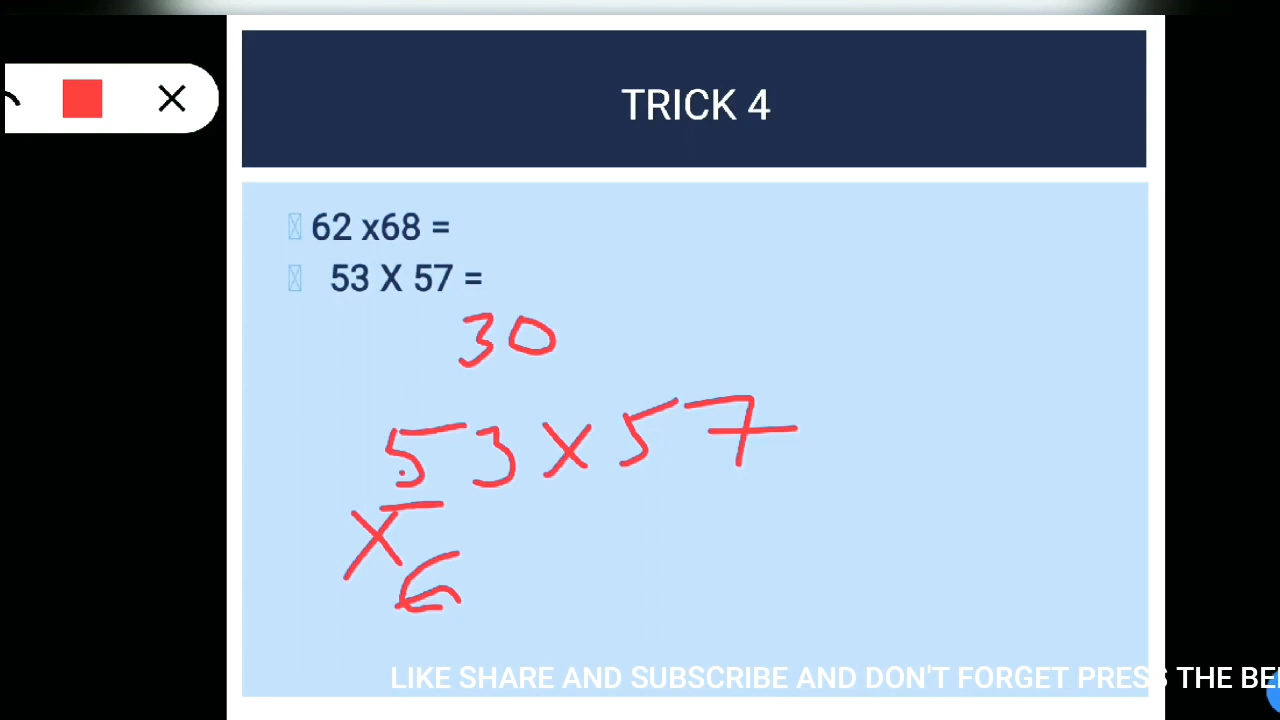 TRICK 4
62 x68 =
53 X 57 =
30
53 x 57
x 6
LIKE SHARE AND SUBSCRIBE AND DON'T FORGET PRESS THE BE